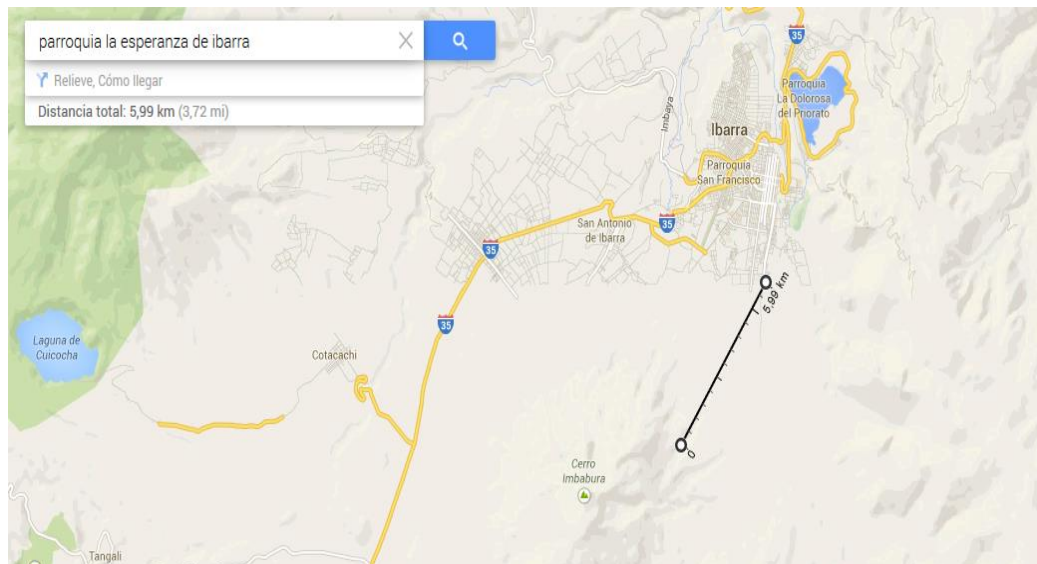 parroquia la esperanza de ibarra
Relieve, Cómo llegar
Distancia total: 5,99 km (3,72 mi)
35
Parroquia
La Dolorosa
del Priorato
Imbaya
Ibarra
Parroquia
San Francisco
San Antonio
de Ibarra
35
35
5,99 km
35
Laguna de
Cuicocha
Cotacachi
0
Cerro
Imbabura
Tangali